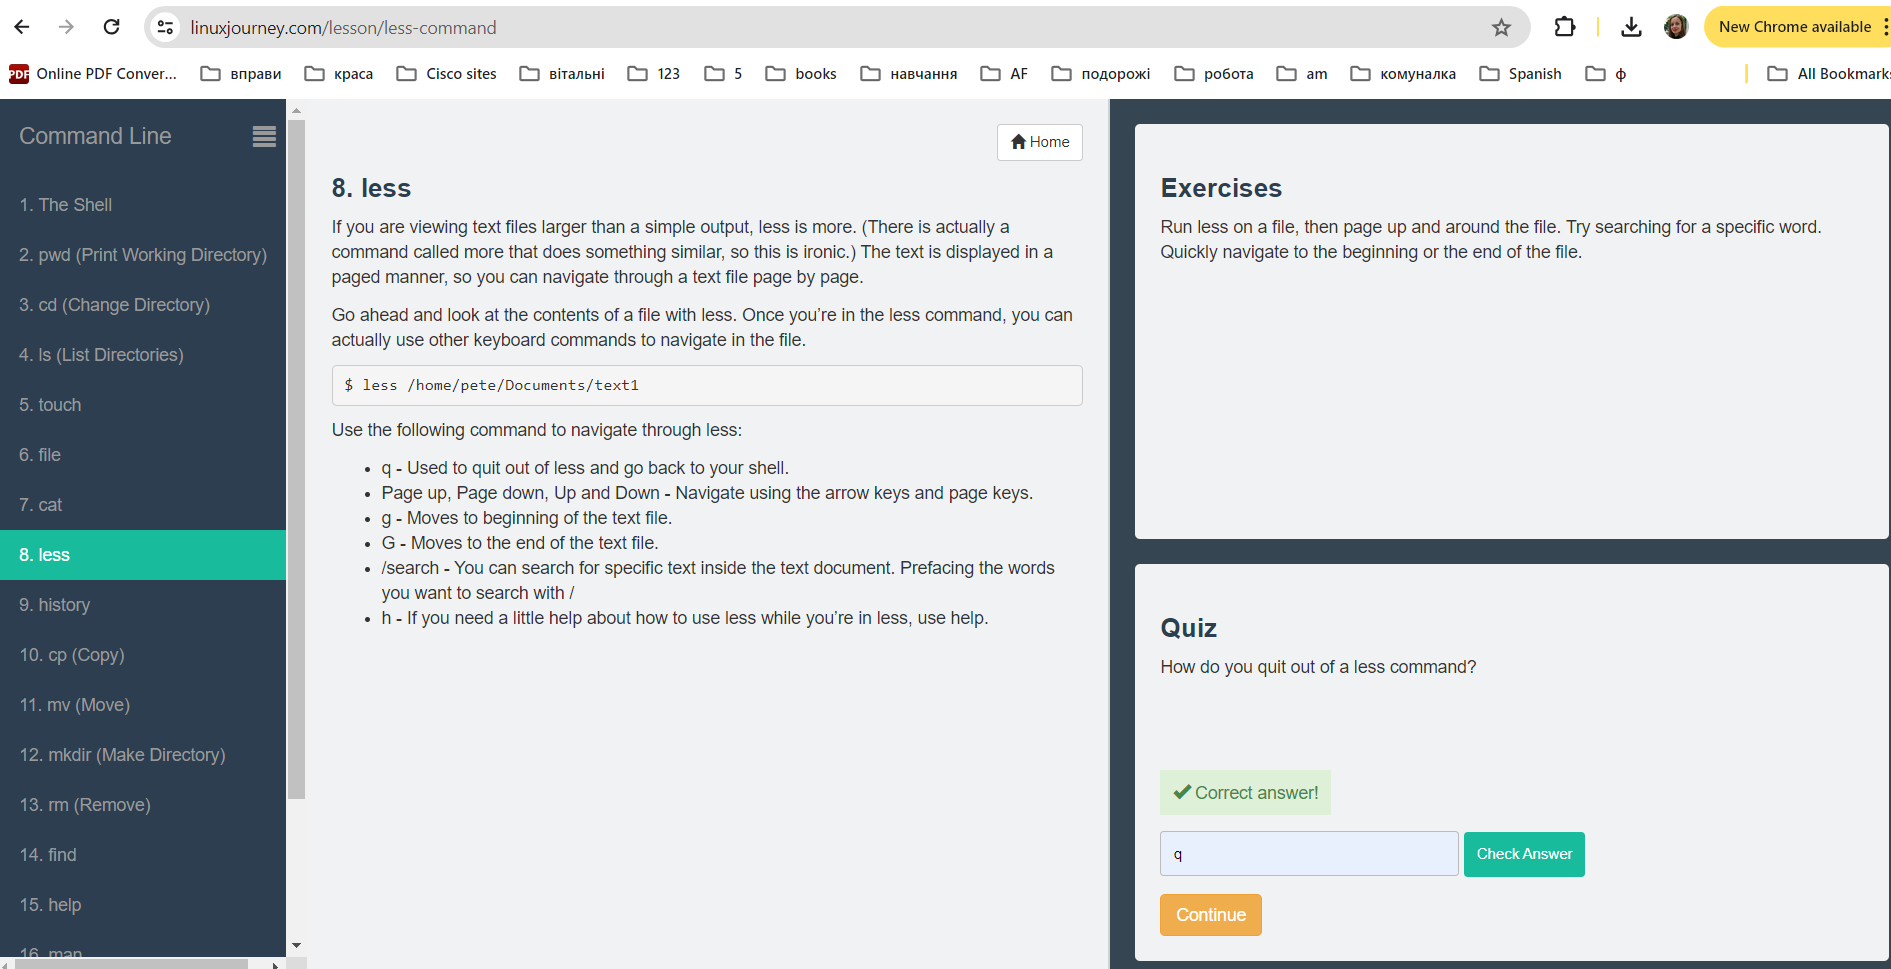 linuxjourney.com/lesson/less-command
New Chrome available
PDF Online PDF Conver... вправи краса Cisco sites вітальні 123 5 books навчання AF подорожі робота am комуналка Spanish ф All Bookmarks
Command Line
1. The Shell
2. pwd (Print Working Directory)
3. cd (Change Directory)
4. ls (List Directories)
5. touch
6. file
7. cat
8. less
9. history
10. cp (Copy)
11. mv (Move)
12. mkdir (Make Directory)
13. rm (Remove)
14. find
15. help
16. man
Home
8. less
If you are viewing text files larger than a simple output, less is more. (There is actually a
command called more that does something similar, so this is ironic.) The text is displayed in a
paged manner, so you can navigate through a text file page by page.
Go ahead and look at the contents of a file with less. Once you’re in the less command, you can
actually use other keyboard commands to navigate in the file.
$ less /home/pete/Documents/text1
Use the following command to navigate through less:
• q - Used to quit out of less and go back to your shell.
• Page up, Page down, Up and Down - Navigate using the arrow keys and page keys.
• g - Moves to beginning of the text file.
• G - Moves to the end of the text file.
• /search - You can search for specific text inside the text document. Prefacing the words
you want to search with /
• h - If you need a little help about how to use less while you’re in less, use help.
Exercises
Run less on a file, then page up and around the file. Try searching for a specific word.
Quickly navigate to the beginning or the end of the file.
Quiz
How do you quit out of a less command?
Correct answer!
q
Check Answer
Continue